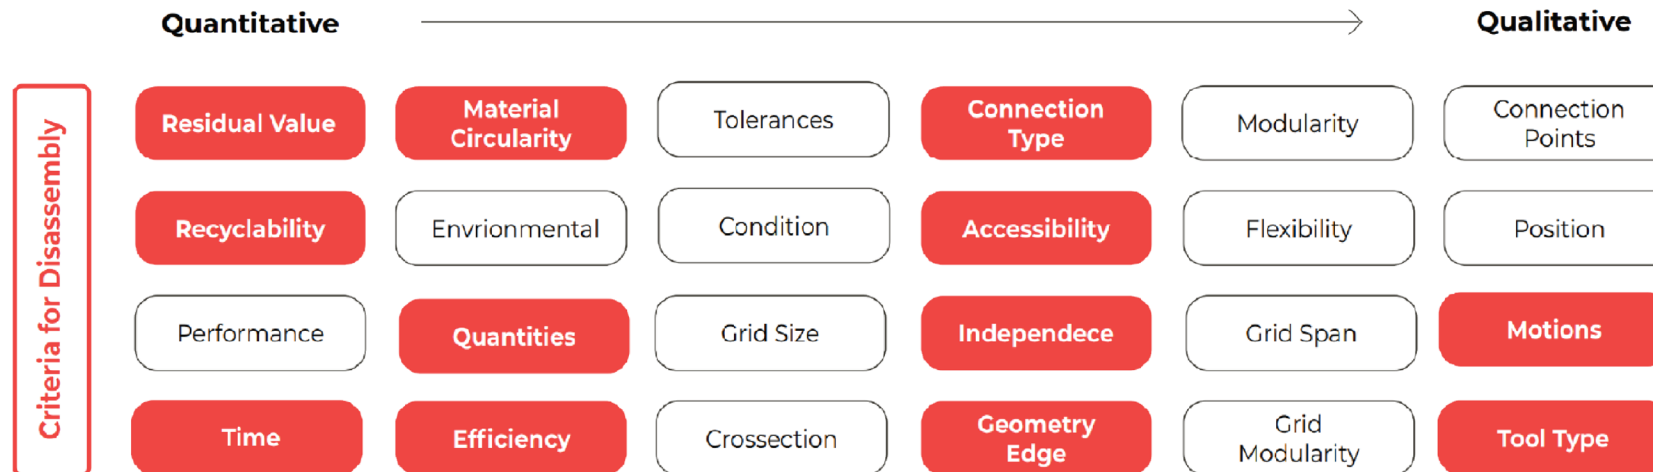 Quantitative
Qualitative
Criteria for Disassembly
Residual Value
Material
Circularity
Tolerances
Connection
Type
Modularity
Connection
Points
Recyclability
Envrionmental
Condition
Accessibility
Flexibility
Position
Performance
Quantities
Grid Size
Independece
Grid Span
Motions
Time
Efficiency
Crossection
Geometry
Edge
Grid
Modularity
Tool Type